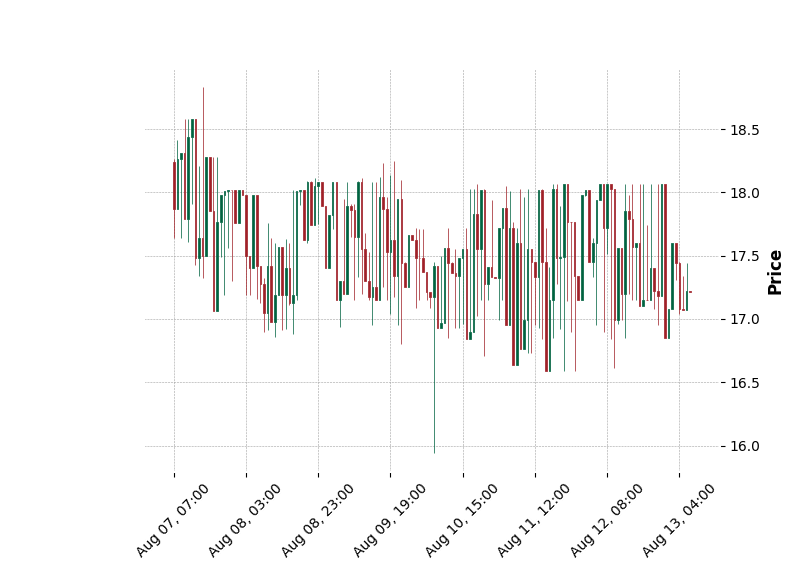 18.5
18.0
17.5
17.0
16.5
16.0
Price
Aug 07, 07:00
Aug 08, 03:00
Aug 08, 23:00
Aug 09, 19:00
Aug 10, 15:00
Aug 11, 12:00
Aug 12, 08:00
Aug 13, 04:00